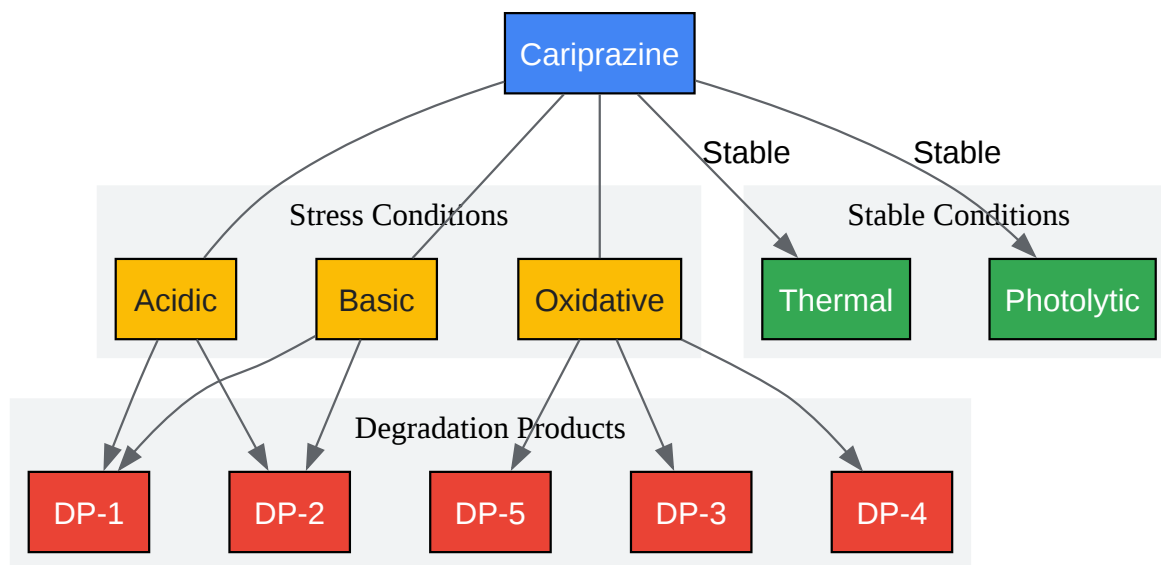 Cariprazine
Stable
Stable
Stress Conditions
Stable Conditions
Acidic
Basic
Oxidative
Thermal
Photolytic
Degradation Products
DP-1
DP-2
DP-5
DP-3
DP-4